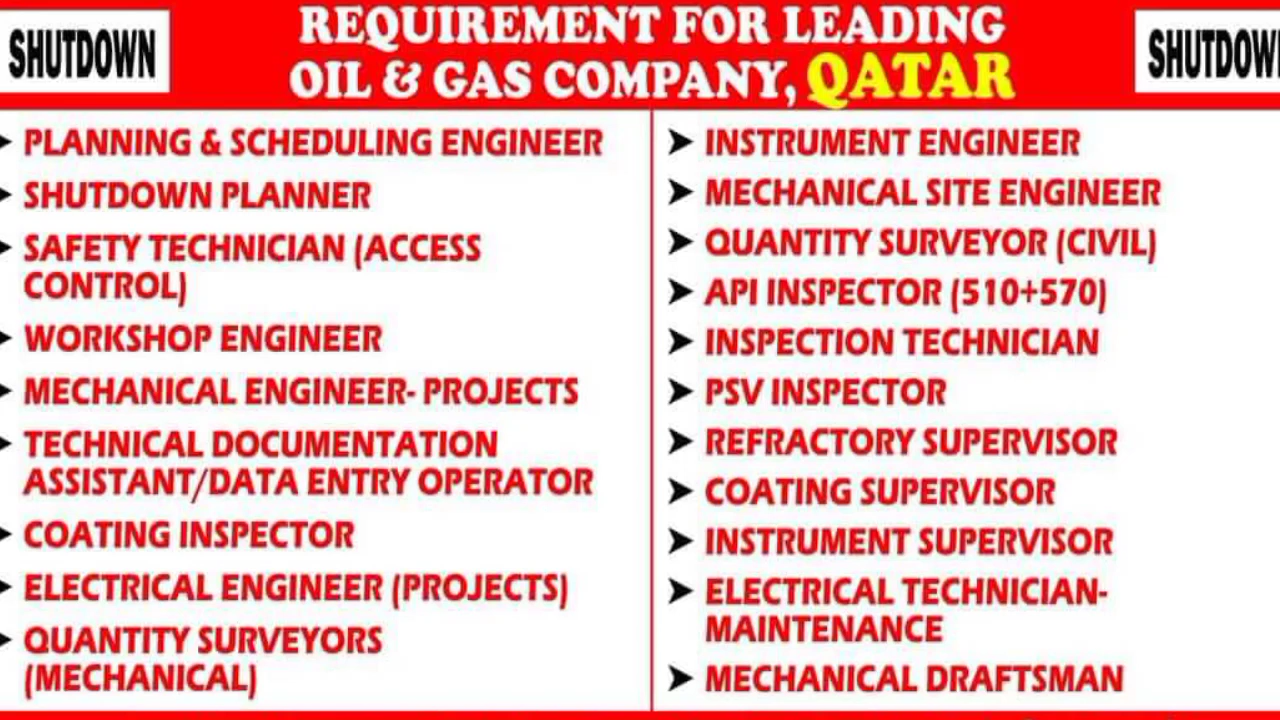 SHUTDOWN
REQUIREMENT FOR LEADING
OIL & GAS COMPANY, QATAR
SHUTDOWN
➤ PLANNING & SCHEDULING ENGINEER
➤ SHUTDOWN PLANNER
➤ SAFETY TECHNICIAN (ACCESS
CONTROL)
➤ WORKSHOP ENGINEER
➤ MECHANICAL ENGINEER- PROJECTS
➤ TECHNICAL DOCUMENTATION
ASSISTANT/DATA ENTRY OPERATOR
➤ COATING INSPECTOR
➤ ELECTRICAL ENGINEER (PROJECTS)
➤ QUANTITY SURVEYORS
(MECHANICAL)
➤ INSTRUMENT ENGINEER
➤ MECHANICAL SITE ENGINEER
➤ QUANTITY SURVEYOR (CIVIL)
➤ API INSPECTOR (510+570)
➤ INSPECTION TECHNICIAN
➤ PSV INSPECTOR
➤ REFRACTORY SUPERVISOR
➤ COATING SUPERVISOR
➤ INSTRUMENT SUPERVISOR
➤ ELECTRICAL TECHNICIAN-
MAINTENANCE
➤ MECHANICAL DRAFTSMAN